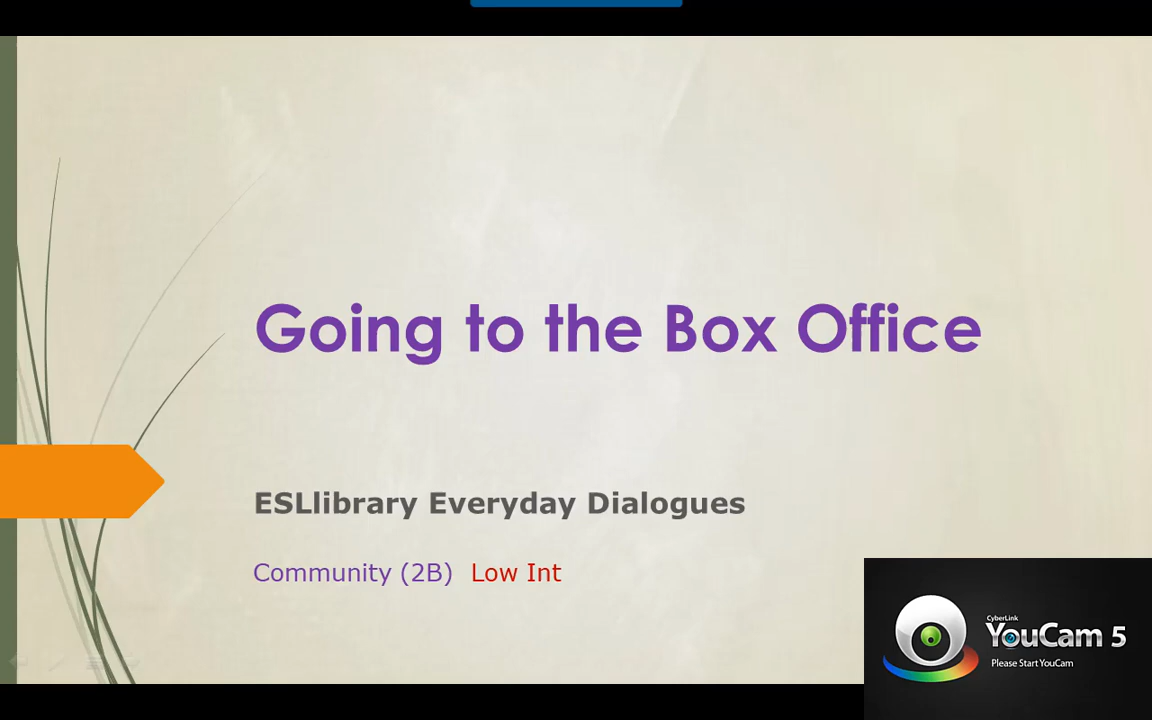 Going to the Box Office
ESLlibrary Everyday Dialogues
Community (2B) Low Int
CyberLink
YouCam 5
Please Start YouCam